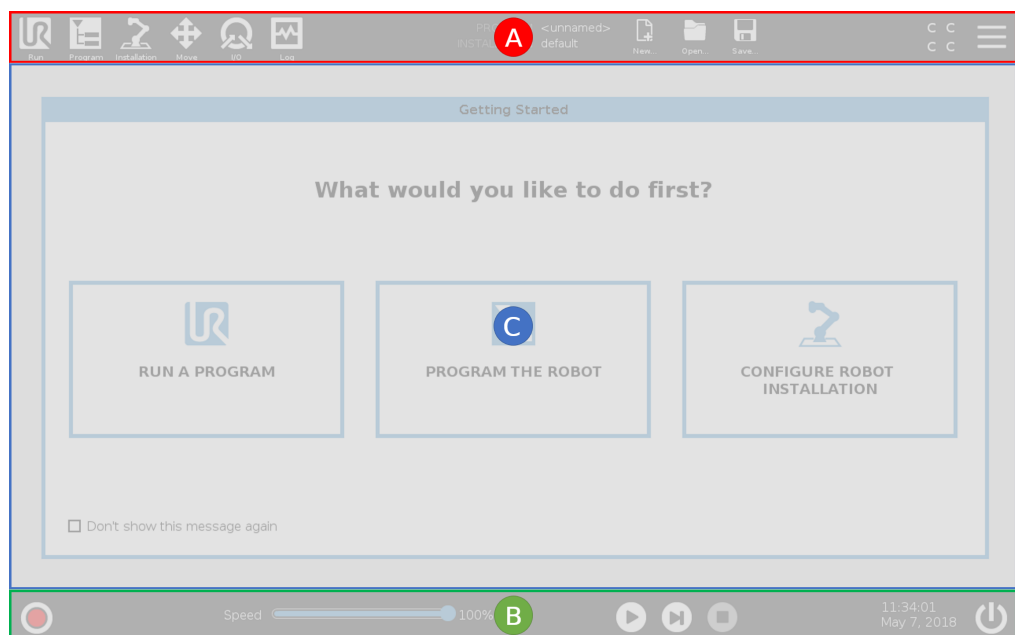 <unnamed>
default
A
C C
C C
Run
Program
Installation
Move
I/O
Log
New...
Open...
Save...
Getting Started
What would you like to do first?
C
RUN A PROGRAM
PROGRAM THE ROBOT
CONFIGURE ROBOT
INSTALLATION
Don't show this message again
Speed
100%
B
11:34:01
May 7, 2018